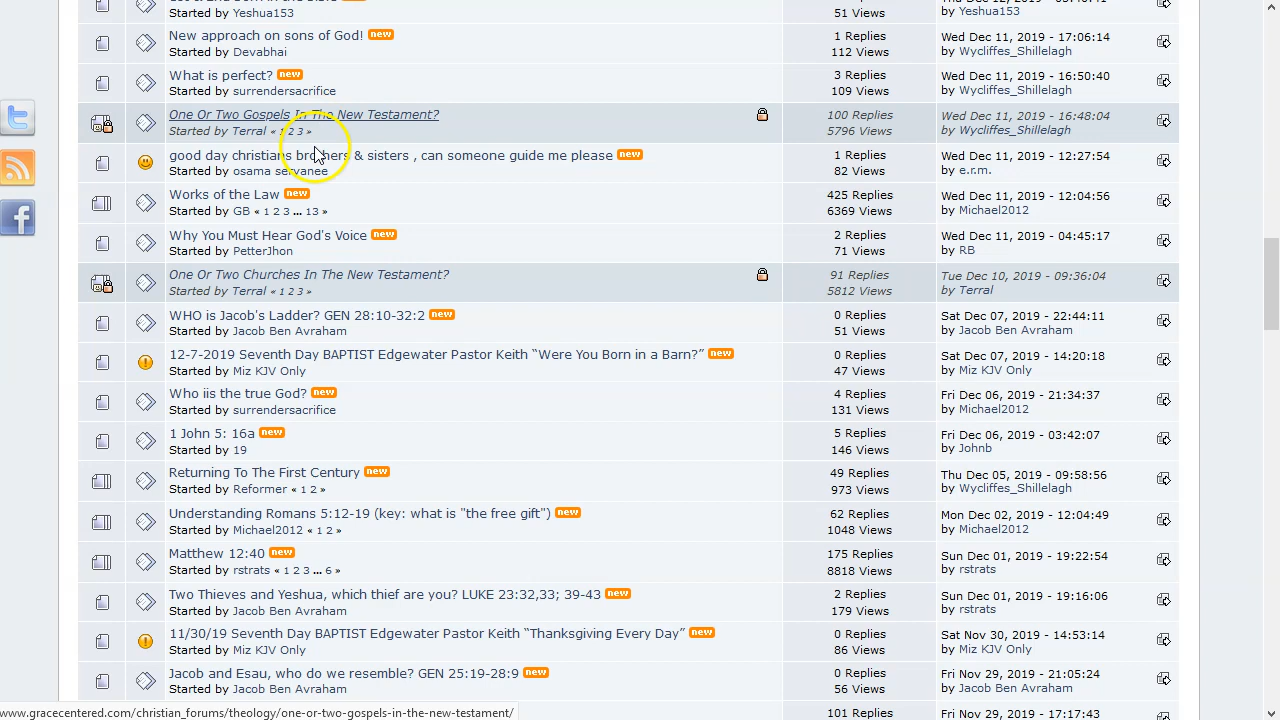 Started by Yeshua153
51 Views
by Yeshua153
New approach on sons of God! new
Started by Devabhai
1 Replies
112 Views
Wed Dec 11, 2019 - 17:06:14
by Wycliffes_Shillelagh
What is perfect? new
Started by surrendersacrifice
3 Replies
109 Views
Wed Dec 11, 2019 - 16:50:40
by Wycliffes_Shillelagh
One Or Two Gospels In The New Testament?
Started by Terral « 1 2 3 »
100 Replies
5796 Views
Wed Dec 11, 2019 - 16:48:04
by Wycliffes_Shillelagh
good day christians brothers & sisters , can someone guide me please new
Started by osama servanee
1 Replies
82 Views
Wed Dec 11, 2019 - 12:27:54
by e.r.m.
Works of the Law new
Started by GB « 1 2 3 ... 13 »
425 Replies
6369 Views
Wed Dec 11, 2019 - 12:04:56
by Michael2012
Why You Must Hear God's Voice new
Started by PetterJhon
2 Replies
71 Views
Wed Dec 11, 2019 - 04:45:17
by RB
One Or Two Churches In The New Testament?
Started by Terral « 1 2 3 »
91 Replies
5812 Views
Tue Dec 10, 2019 - 09:36:04
by Terral
WHO is Jacob's Ladder? GEN 28:10-32:2 new
Started by Jacob Ben Avraham
0 Replies
51 Views
Sat Dec 07, 2019 - 22:44:11
by Jacob Ben Avraham
12-7-2019 Seventh Day BAPTIST Edgewater Pastor Keith “Were You Born in a Barn?” new
Started by Miz KJV Only
0 Replies
47 Views
Sat Dec 07, 2019 - 14:20:18
by Miz KJV Only
Who iis the true God? new
Started by surrendersacrifice
4 Replies
131 Views
Fri Dec 06, 2019 - 21:34:37
by Michael2012
1 John 5: 16a new
Started by 19
5 Replies
146 Views
Fri Dec 06, 2019 - 03:42:07
by Johnb
Returning To The First Century new
Started by Reformer « 1 2 »
49 Replies
973 Views
Thu Dec 05, 2019 - 09:58:56
by Wycliffes_Shillelagh
Understanding Romans 5:12-19 (key: what is "the free gift") new
Started by Michael2012 « 1 2 »
62 Replies
1048 Views
Mon Dec 02, 2019 - 12:04:49
by Michael2012
Matthew 12:40 new
Started by rstrats « 1 2 3 ... 6 »
175 Replies
8818 Views
Sun Dec 01, 2019 - 19:22:54
by rstrats
Two Thieves and Yeshua, which thief are you? LUKE 23:32,33; 39-43 new
Started by Jacob Ben Avraham
2 Replies
179 Views
Sun Dec 01, 2019 - 19:16:06
by rstrats
11/30/19 Seventh Day BAPTIST Edgewater Pastor Keith “Thanksgiving Every Day” new
Started by Miz KJV Only
0 Replies
86 Views
Sat Nov 30, 2019 - 14:53:14
by Miz KJV Only
Jacob and Esau, who do we resemble? GEN 25:19-28:9 new
Started by Jacob Ben Avraham
0 Replies
56 Views
Fri Nov 29, 2019 - 21:05:24
by Jacob Ben Avraham
101 Replies
Fri Nov 29, 2019 - 17:17:43
www.gracecentered.com/christian_forums/theology/one-or-two-gospels-in-the-new-testament/